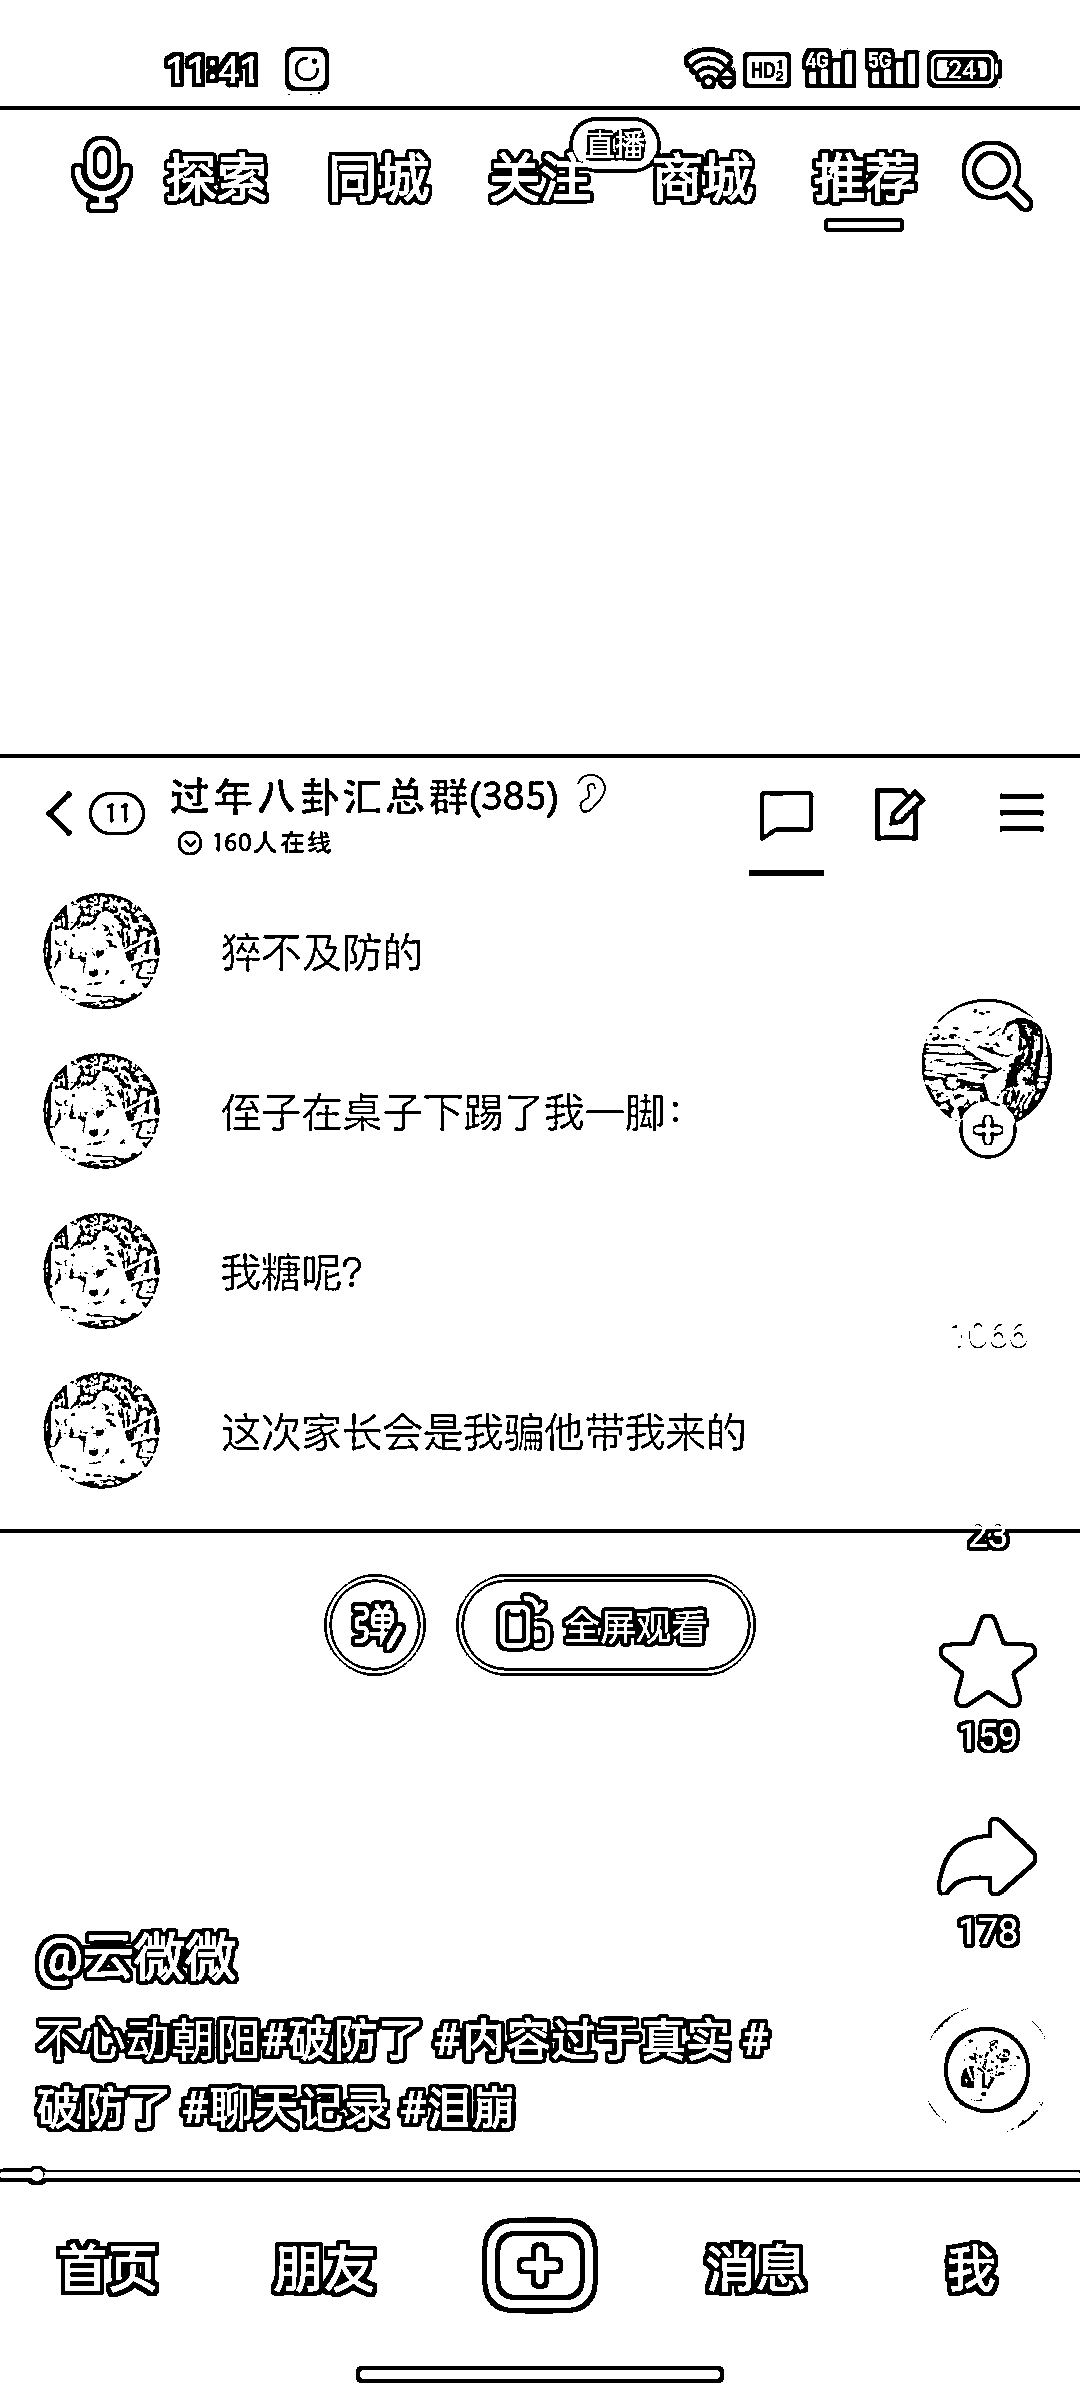 11:41 HD 1 2 4G 5G 24
探索 同城 关注 直播 商城 推荐
11 过年八卦汇总群(385)
160人在线
猝不及防的
侄子在桌子下踢了我一脚：
我糖呢？
1066
这次家长会是我骗他带我来的
23
弹 全屏观看
159
178
@云微微
不心动朝阳#破防了 #内容过于真实 #
破防了 #聊天记录 #泪崩
首页 朋友 消息 我